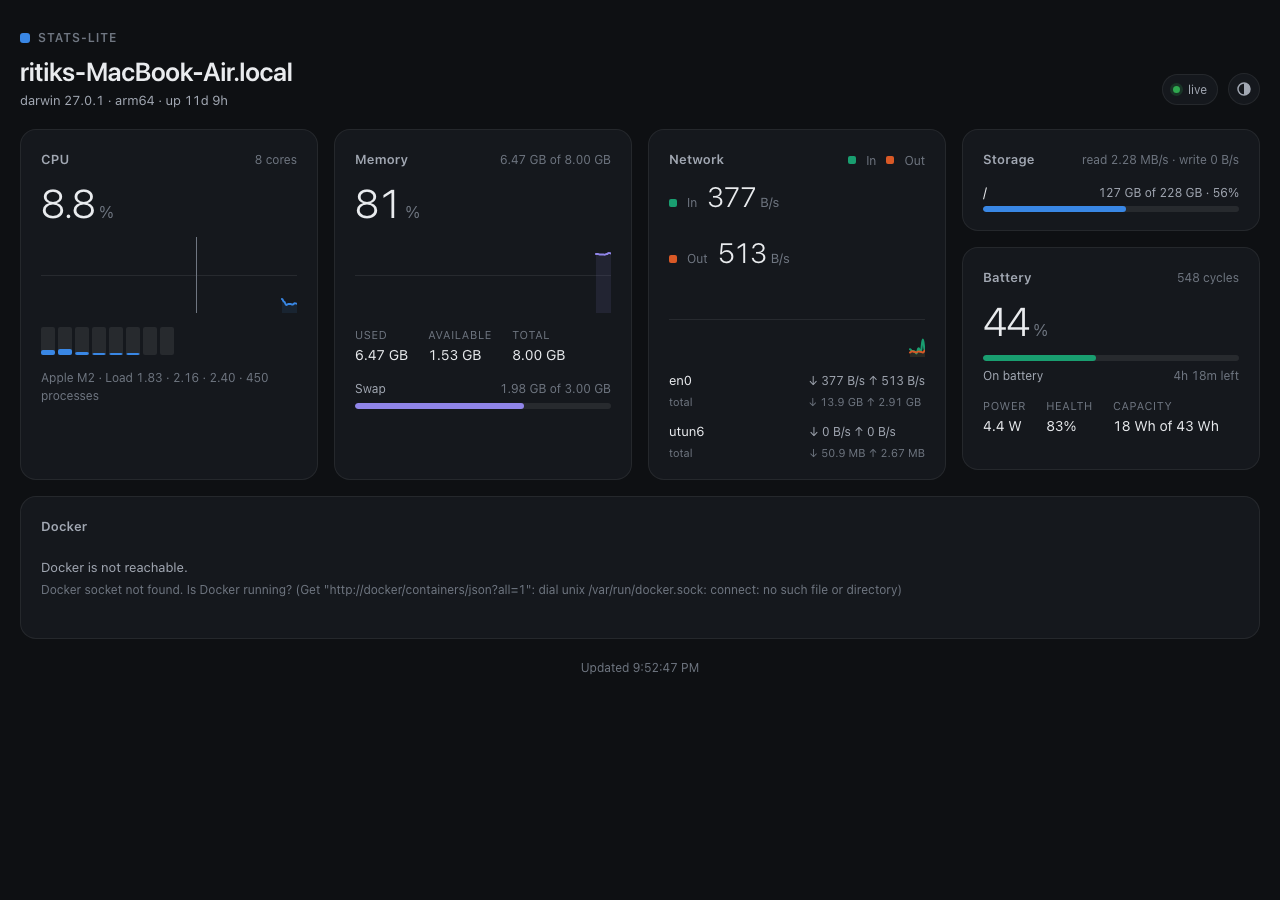 STATS-LITE
ritiks-MacBook-Air.local
darwin 27.0.1 · arm64 · up 11d 9h
live
CPU
8 cores
8.8 %
Apple M2 · Load 1.83 · 2.16 · 2.40 · 450
processes
Memory
6.47 GB of 8.00 GB
81 %
USED AVAILABLE TOTAL
6.47 GB 1.53 GB 8.00 GB
Swap 1.98 GB of 3.00 GB
Network
In Out
In 377 B/s
Out 513 B/s
en0 ↓ 377 B/s ↑ 513 B/s
total ↓ 13.9 GB ↑ 2.91 GB
utun6 ↓ 0 B/s ↑ 0 B/s
total ↓ 50.9 MB ↑ 2.67 MB
Storage
read 2.28 MB/s · write 0 B/s
/ 127 GB of 228 GB · 56%
Battery
548 cycles
44 %
On battery 4h 18m left
POWER HEALTH CAPACITY
4.4 W 83% 18 Wh of 43 Wh
Docker
Docker is not reachable.
Docker socket not found. Is Docker running? (Get "http://docker/containers/json?all=1": dial unix /var/run/docker.sock: connect: no such file or directory)
Updated 9:52:47 PM